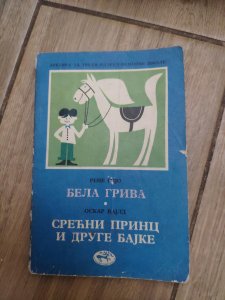 РЕНЕ ГИЈО
БЕЛА ГРИВА
ОСКАР ВАЈЛД
СРЕЋНИ ПРИНЦ
И ДРУГЕ БАЈКЕ